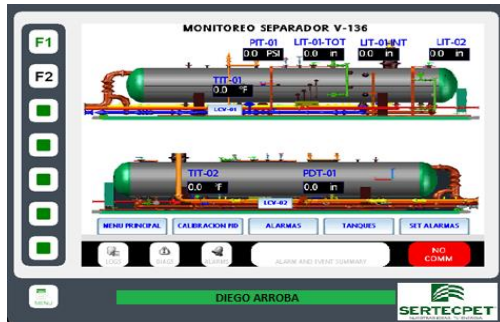 MONITOREO SEPARADOR V-136
F1
F2
PIT-01 LIT-01-TOT LIT-01-INT LIT-02
0.0 PSI 0.0 in 0.0 in 0.0 in
TIT-01
0.0 °F
LCV-01
TIT-02 PDT-01
0.0 °F 0.0 in
LCV-02
MENU PRINCIPAL CALIBRACION PID ALARMAS TANQUES SET ALARMAS
LOGS DIAGS ALARMS ALARM AND EVENT SUMMARY NO COMM
MENU
DIEGO ARROBA
SERTECPET